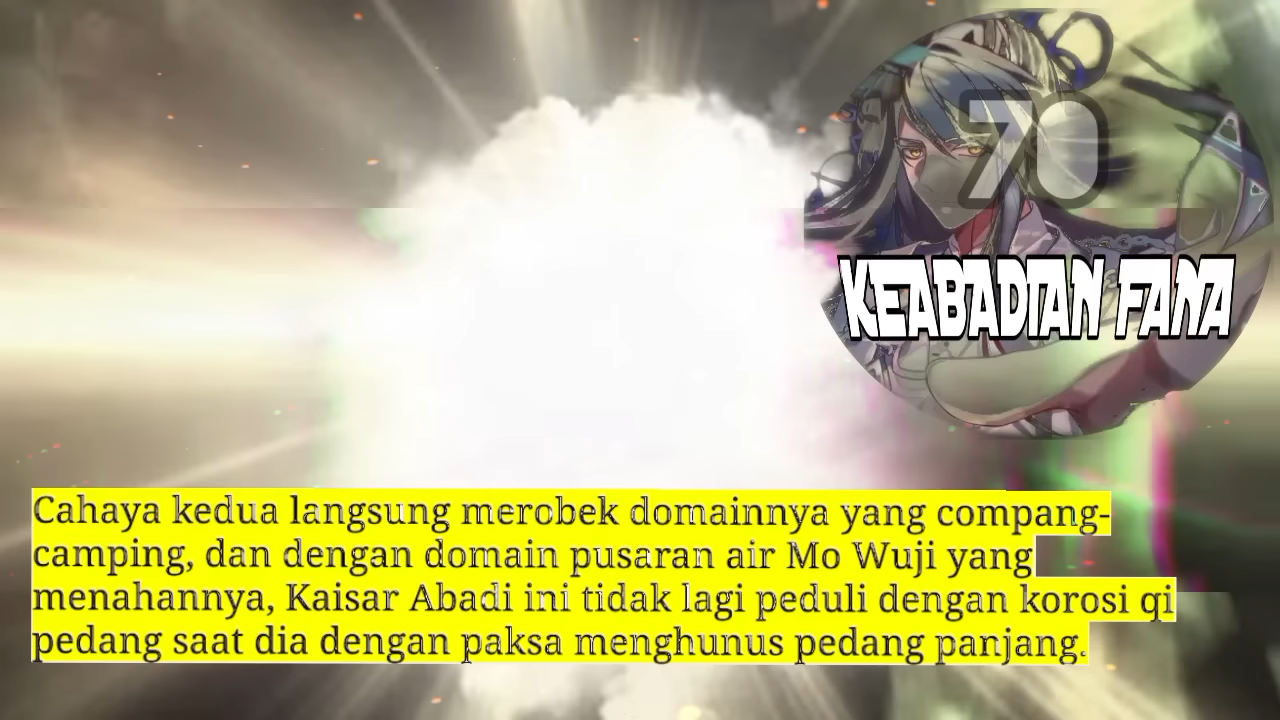 70
KEABADIAN FANA
Cahaya kedua langsung merobek domainnya yang compang-
camping, dan dengan domain pusaran air Mo Wuji yang
menahannya, Kaisar Abadi ini tidak lagi peduli dengan korosi qi
pedang saat dia dengan paksa menghunus pedang panjang.